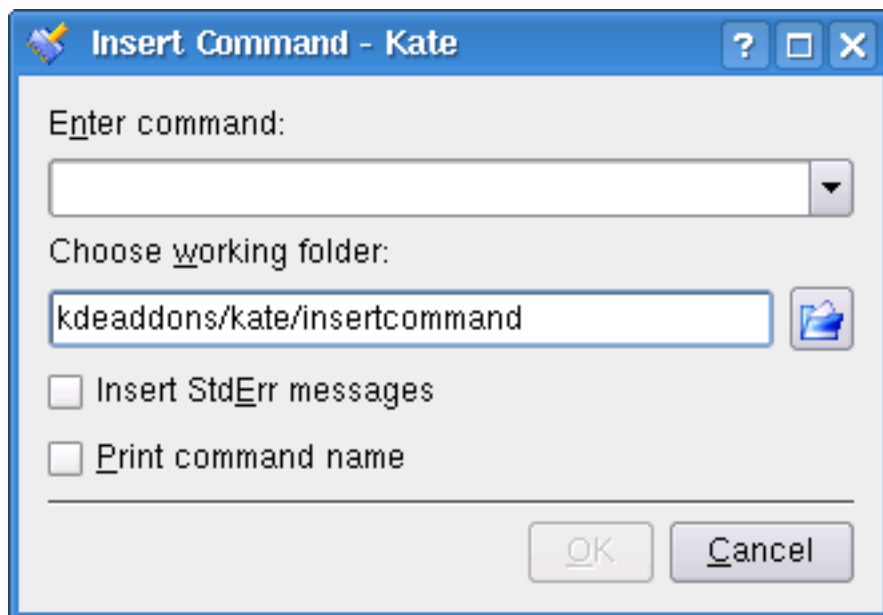 Insert Command - Kate
Enter command:
Choose working folder:
kdeaddons/kate/insertcommand
Insert StdErr messages
Print command name
OK
Cancel